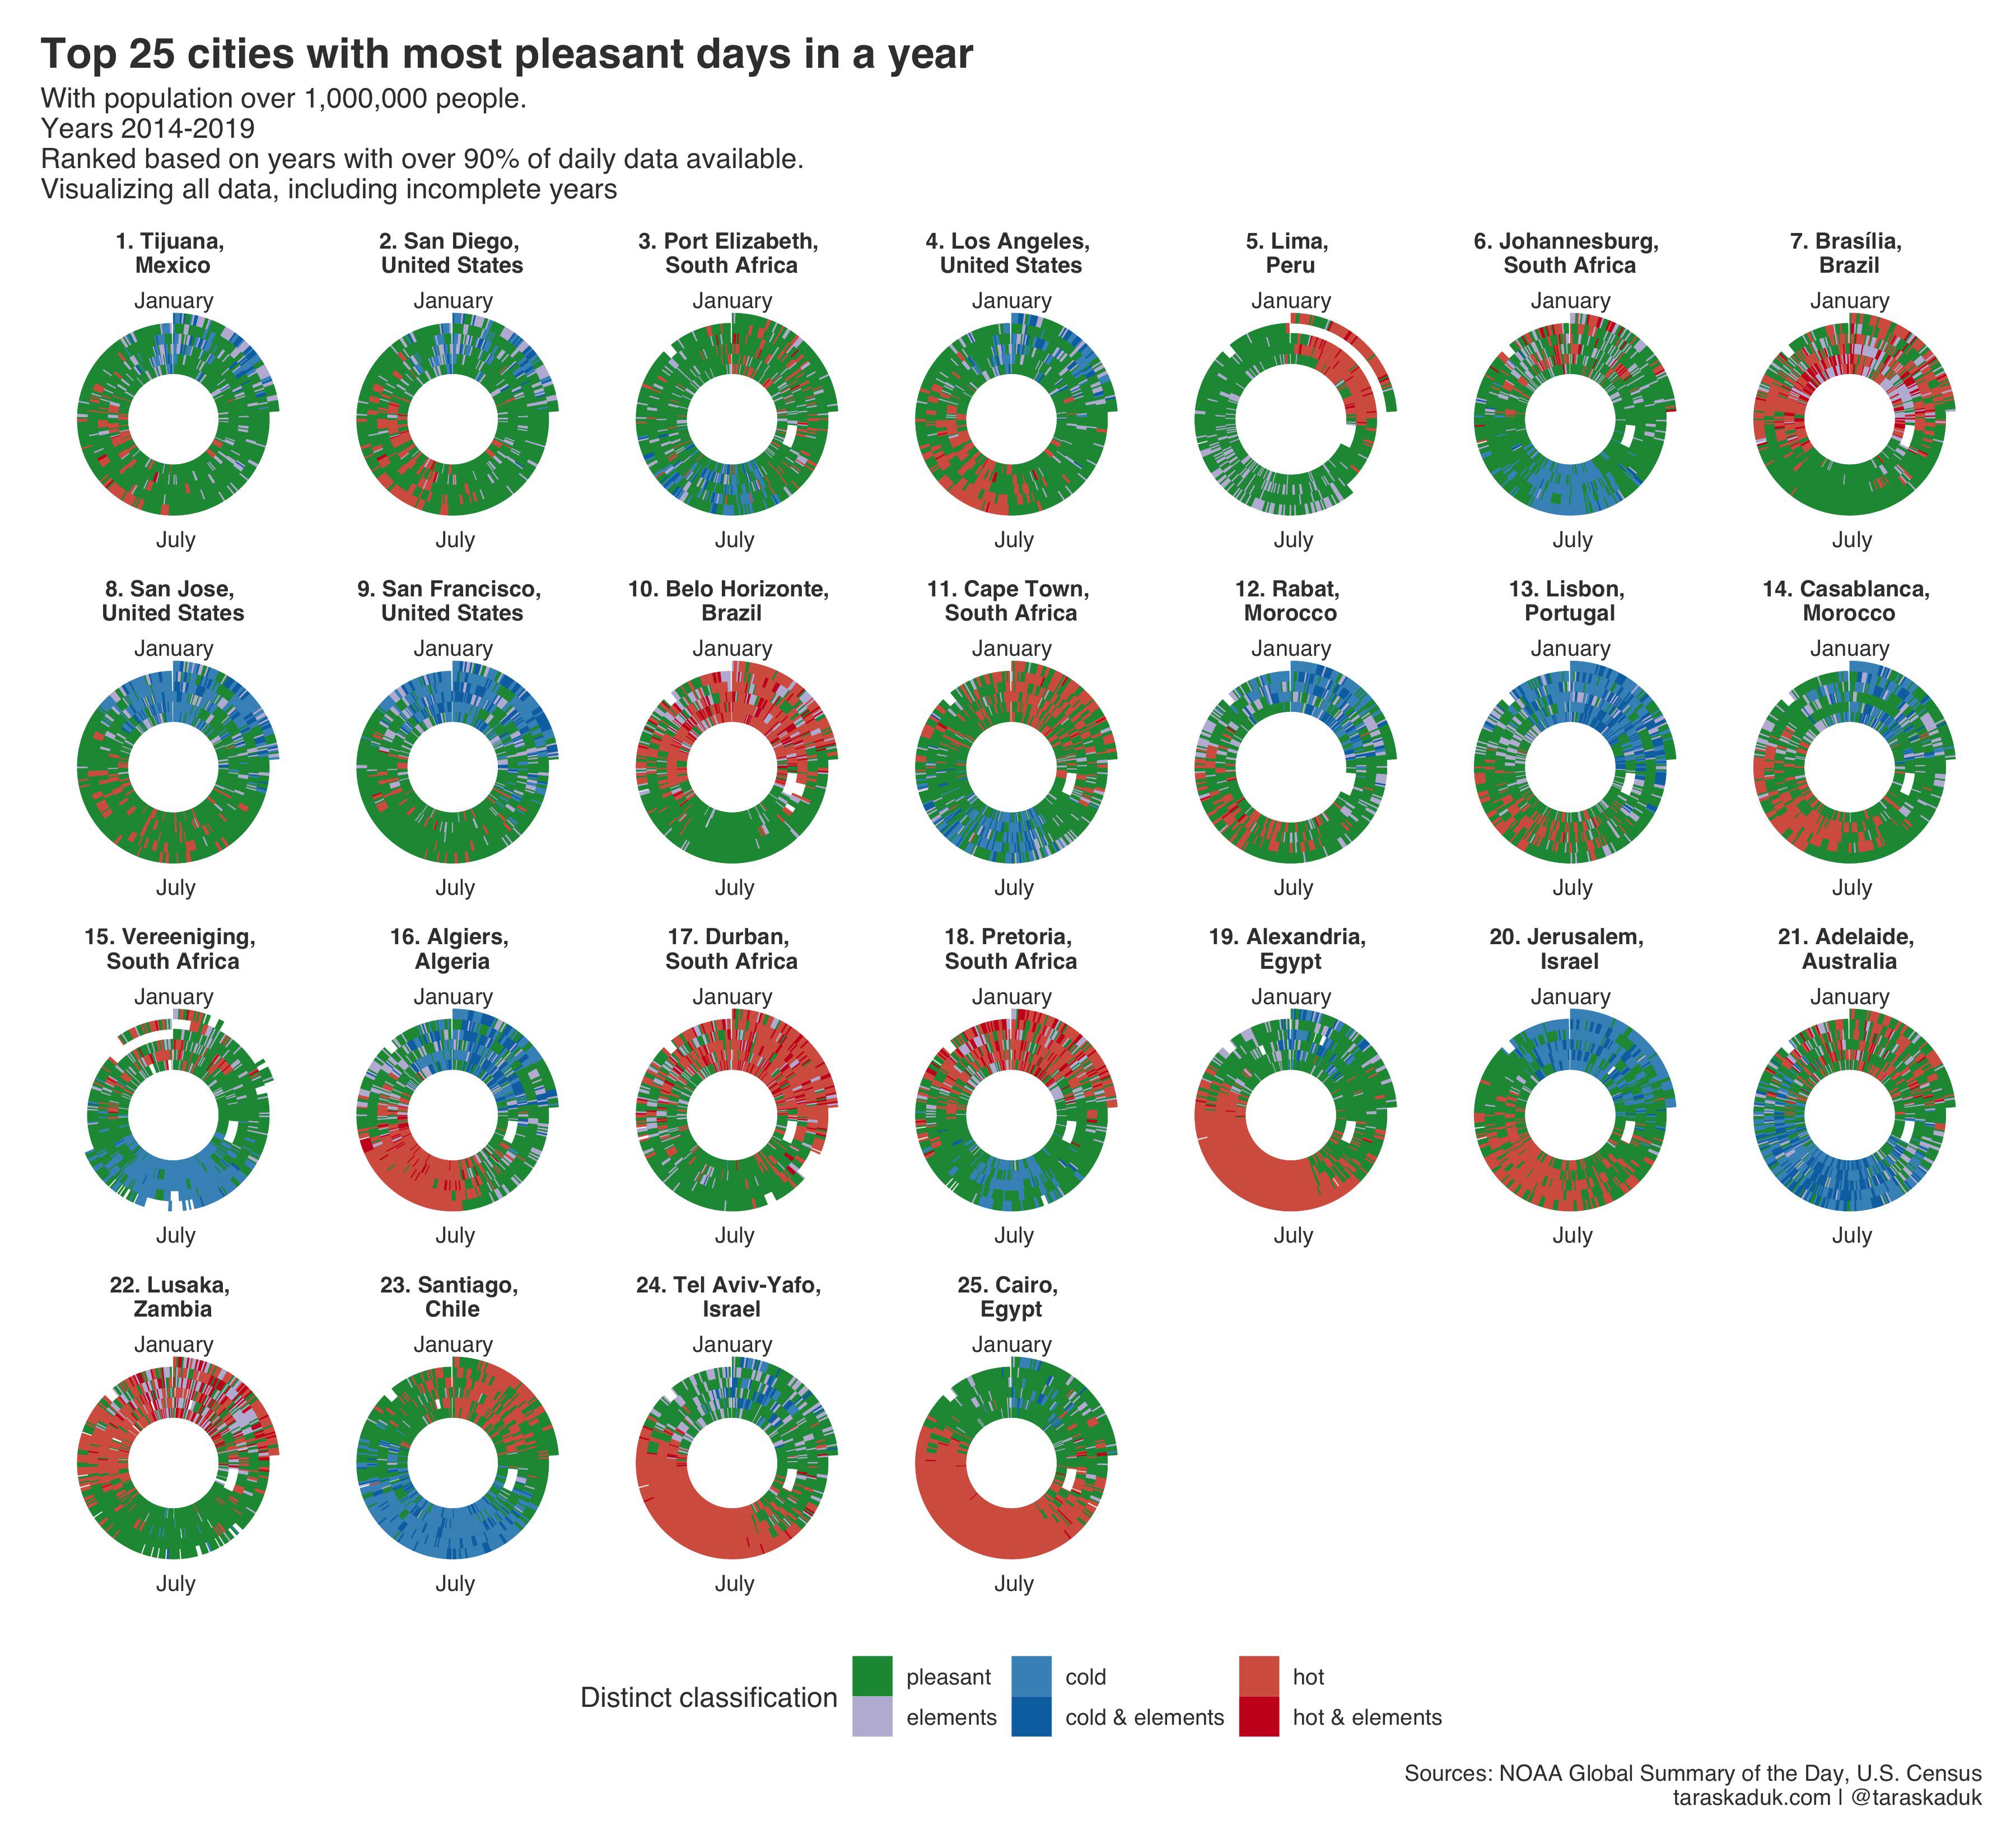 Top 25 cities with most pleasant days in a year
With population over 1,000,000 people.
Years 2014-2019
Ranked based on years with over 90% of daily data available.
Visualizing all data, including incomplete years
1. Tijuana,
Mexico
January
July
2. San Diego,
United States
January
July
3. Port Elizabeth,
South Africa
January
July
4. Los Angeles,
United States
January
July
5. Lima,
Peru
January
July
6. Johannesburg,
South Africa
January
July
7. Brasília,
Brazil
January
July
8. San Jose,
United States
January
July
9. San Francisco,
United States
January
July
10. Belo Horizonte,
Brazil
January
July
11. Cape Town,
South Africa
January
July
12. Rabat,
Morocco
January
July
13. Lisbon,
Portugal
January
July
14. Casablanca,
Morocco
January
July
15. Vereeniging,
South Africa
January
July
16. Algiers,
Algeria
January
July
17. Durban,
South Africa
January
July
18. Pretoria,
South Africa
January
July
19. Alexandria,
Egypt
January
July
20. Jerusalem,
Israel
January
July
21. Adelaide,
Australia
January
July
22. Lusaka,
Zambia
January
July
23. Santiago,
Chile
January
July
24. Tel Aviv-Yafo,
Israel
January
July
25. Cairo,
Egypt
January
July
Distinct classification
pleasant
elements
cold
cold & elements
hot
hot & elements
Sources: NOAA Global Summary of the Day, U.S. Census
taraskaduk.com | @taraskaduk